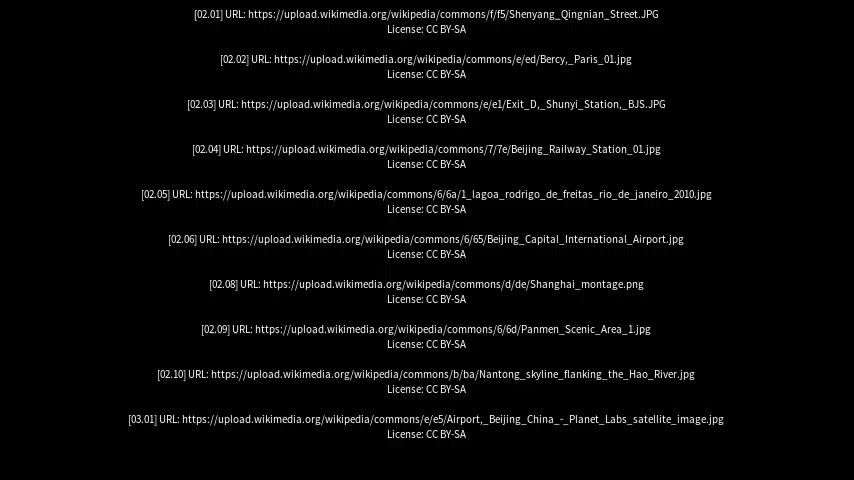 [02.01] URL: https://upload.wikimedia.org/wikipedia/commons/f/f5/Shenyang_Qingnian_Street.JPG
License: CC BY-SA
[02.02] URL: https://upload.wikimedia.org/wikipedia/commons/e/ed/Bercy,_Paris_01.jpg
License: CC BY-SA
[02.03] URL: https://upload.wikimedia.org/wikipedia/commons/e/e1/Exit_D,_Shunyi_Station,_BJS.JPG
License: CC BY-SA
[02.04] URL: https://upload.wikimedia.org/wikipedia/commons/7/7e/Beijing_Railway_Station_01.jpg
License: CC BY-SA
[02.05] URL: https://upload.wikimedia.org/wikipedia/commons/6/6a/1_lagoa_rodrigo_de_freitas_rio_de_janeiro_2010.jpg
License: CC BY-SA
[02.06] URL: https://upload.wikimedia.org/wikipedia/commons/6/65/Beijing_Capital_International_Airport.jpg
License: CC BY-SA
[02.08] URL: https://upload.wikimedia.org/wikipedia/commons/d/de/Shanghai_montage.png
License: CC BY-SA
[02.09] URL: https://upload.wikimedia.org/wikipedia/commons/6/6d/Panmen_Scenic_Area_1.jpg
License: CC BY-SA
[02.10] URL: https://upload.wikimedia.org/wikipedia/commons/b/ba/Nantong_skyline_flanking_the_Hao_River.jpg
License: CC BY-SA
[03.01] URL: https://upload.wikimedia.org/wikipedia/commons/e/e5/Airport,_Beijing_China_-_Planet_Labs_satellite_image.jpg
License: CC BY-SA